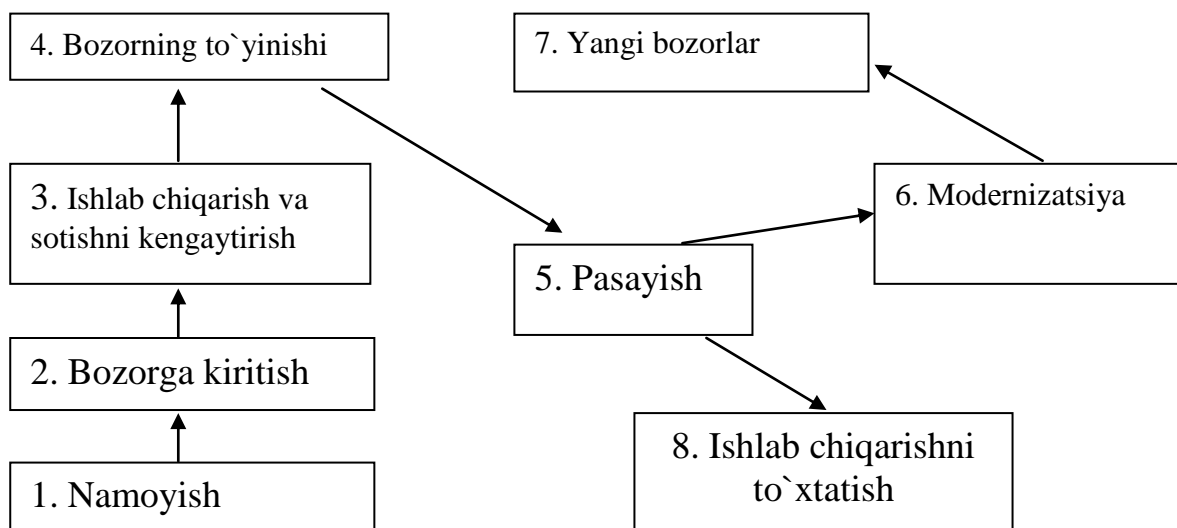 4. Bozorning to`yinishi
7. Yangi bozorlar
3. Ishlab chiqarish va
sotishni kengaytirish
6. Modernizatsiya
5. Pasayish
2. Bozorga kiritish
8. Ishlab chiqarishni
to`xtatish
1. Namoyish